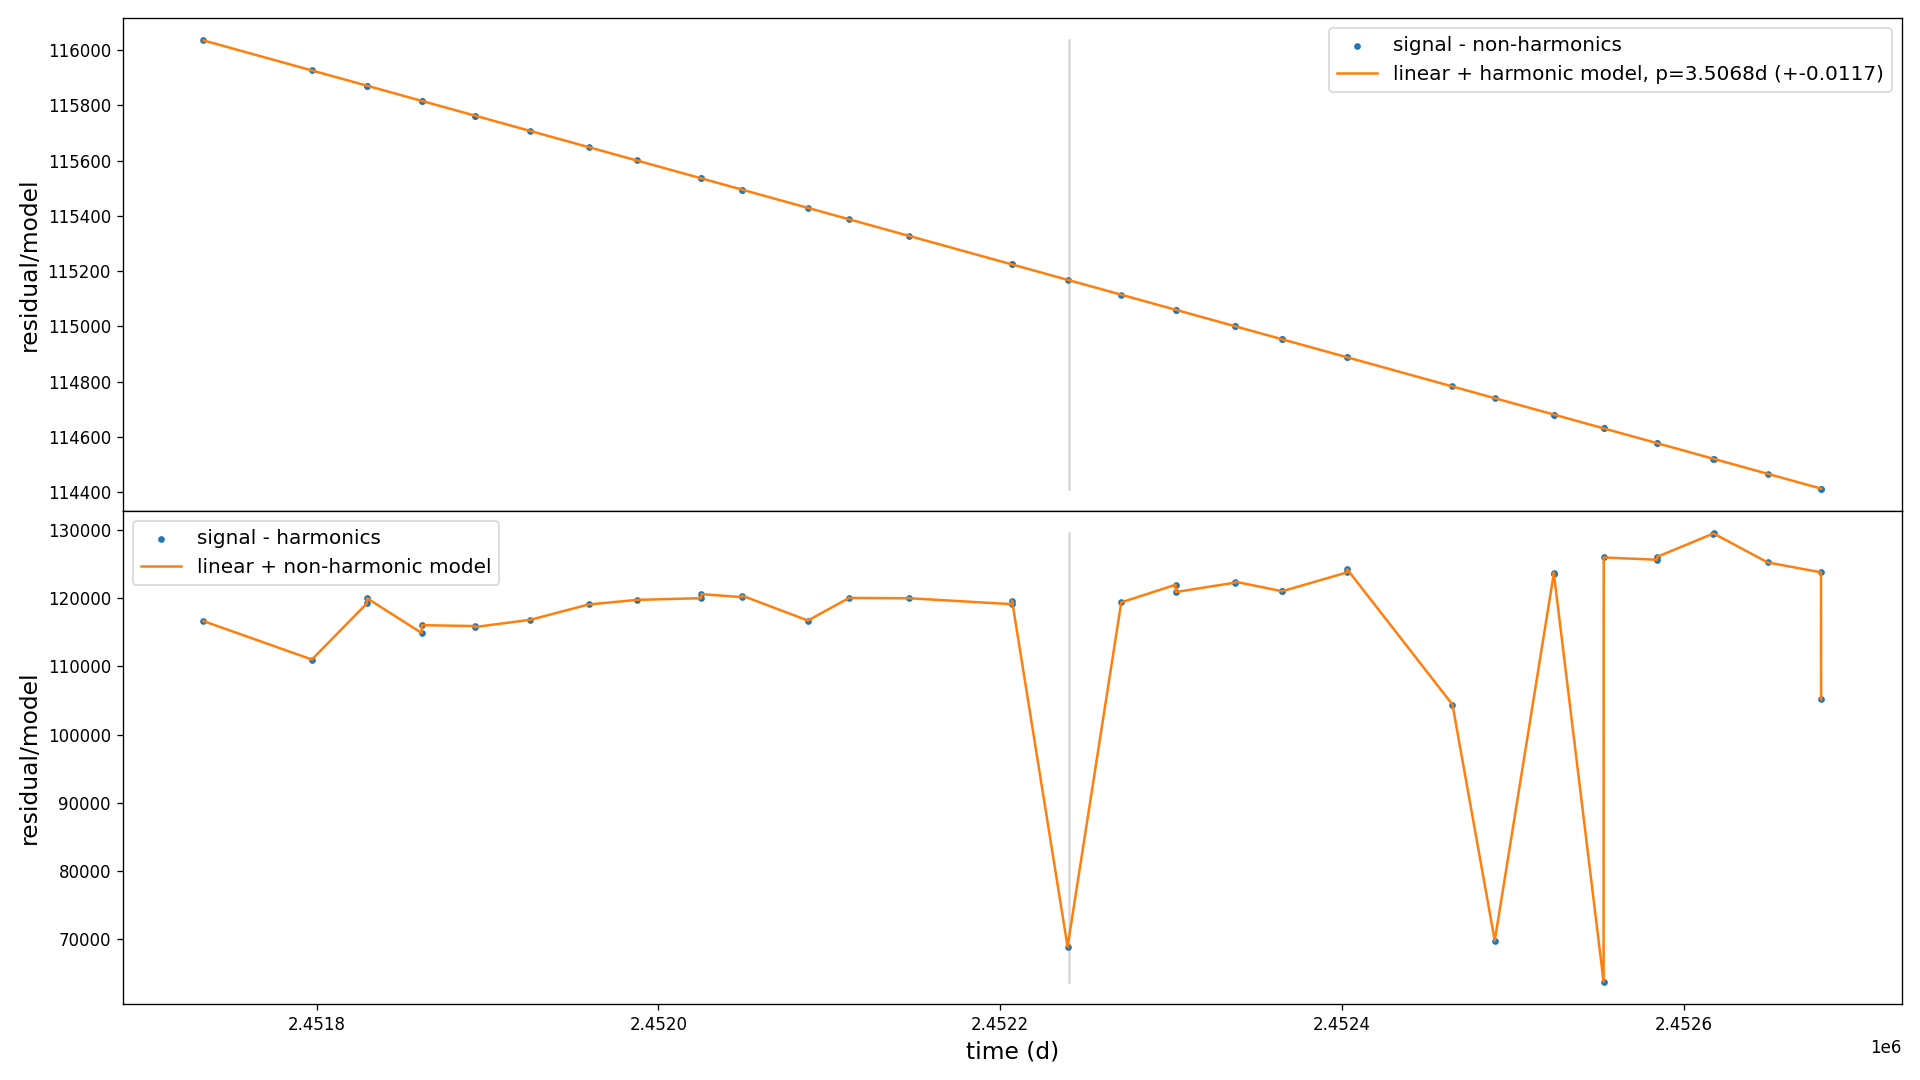 116000
115800
115600
115400
115200
115000
114800
114600
114400
residual/model
signal - non-harmonics
linear + harmonic model, p=3.5068d (+-0.0117)
130000
120000
110000
100000
90000
80000
70000
residual/model
signal - harmonics
linear + non-harmonic model
2.4518
2.4520
2.4522
2.4524
2.4526
time (d)
1e6